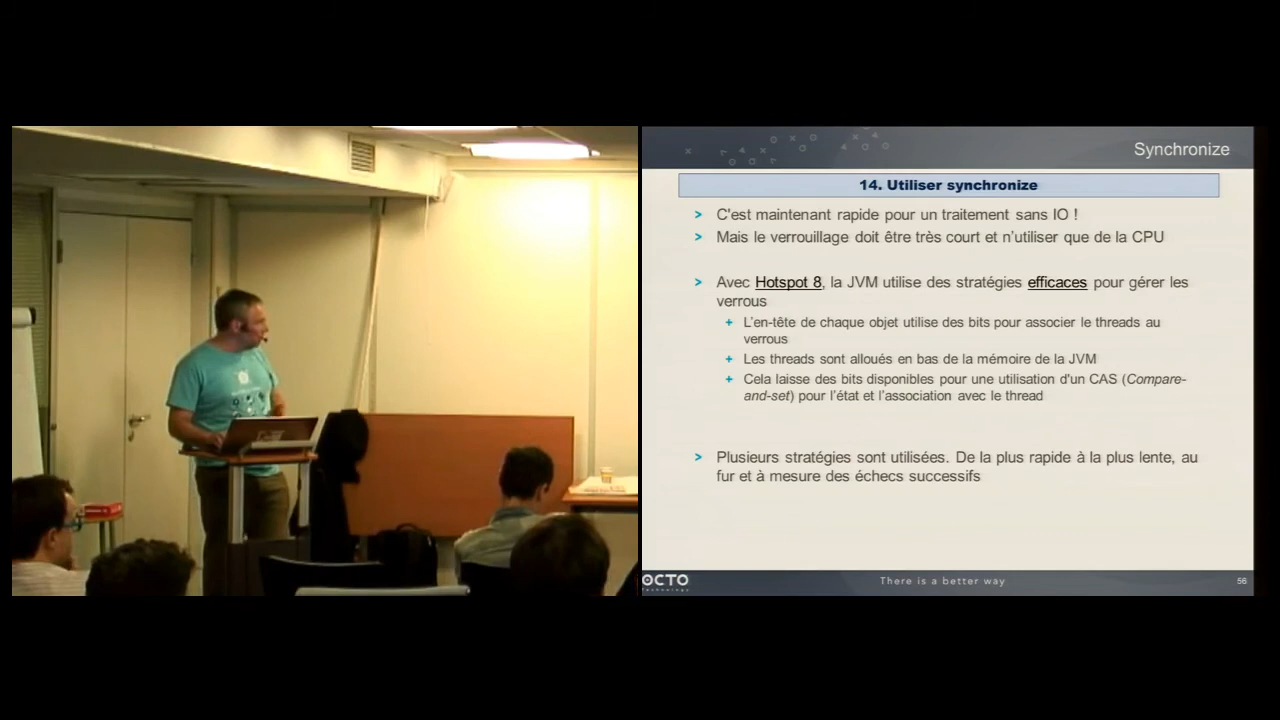 Synchronize
14. Utiliser synchronize
> C'est maintenant rapide pour un traitement sans IO !
> Mais le verrouillage doit être très court et n'utiliser que de la CPU
> Avec Hotspot 8, la JVM utilise des stratégies efficaces pour gérer les
verrous
+ L'en-tête de chaque objet utilise des bits pour associer le threads au
verrous
+ Les threads sont alloués en bas de la mémoire de la JVM
+ Cela laisse des bits disponibles pour une utilisation d'un CAS (Compare-
and-set) pour l'état et l'association avec le thread
> Plusieurs stratégies sont utilisées. De la plus rapide à la plus lente, au
fur et à mesure des échecs successifs
OCTO
Technology
There is a better way
56